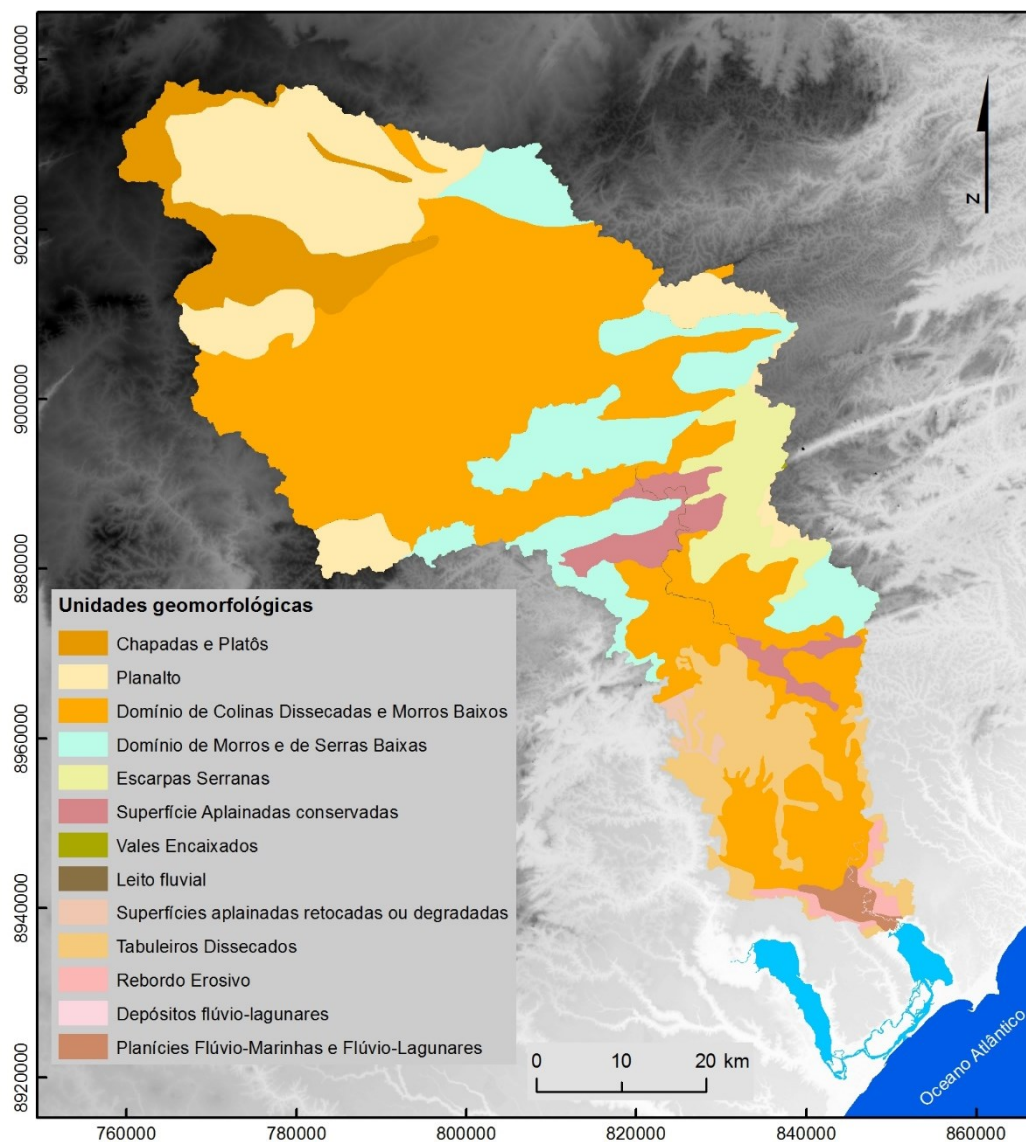 9040000
9020000
9000000
8980000
8960000
8940000
8920000
N
Unidades geomorfológicas
Chapadas e Platôs
Planalto
Domínio de Colinas Dissecadas e Morros Baixos
Domínio de Morros e de Serras Baixas
Escarpas Serranas
Superfície Aplainadas conservadas
Vales Encaixados
Leito fluvial
Superfícies aplainadas retocadas ou degradadas
Tabuleiros Dissecados
Rebordo Erosivo
Depósitos flúvio-lagunares
Planícies Flúvio-Marinhas e Flúvio-Lagunares
0 10 20 km
Oceano Atlântico
760000 780000 800000 820000 840000 860000